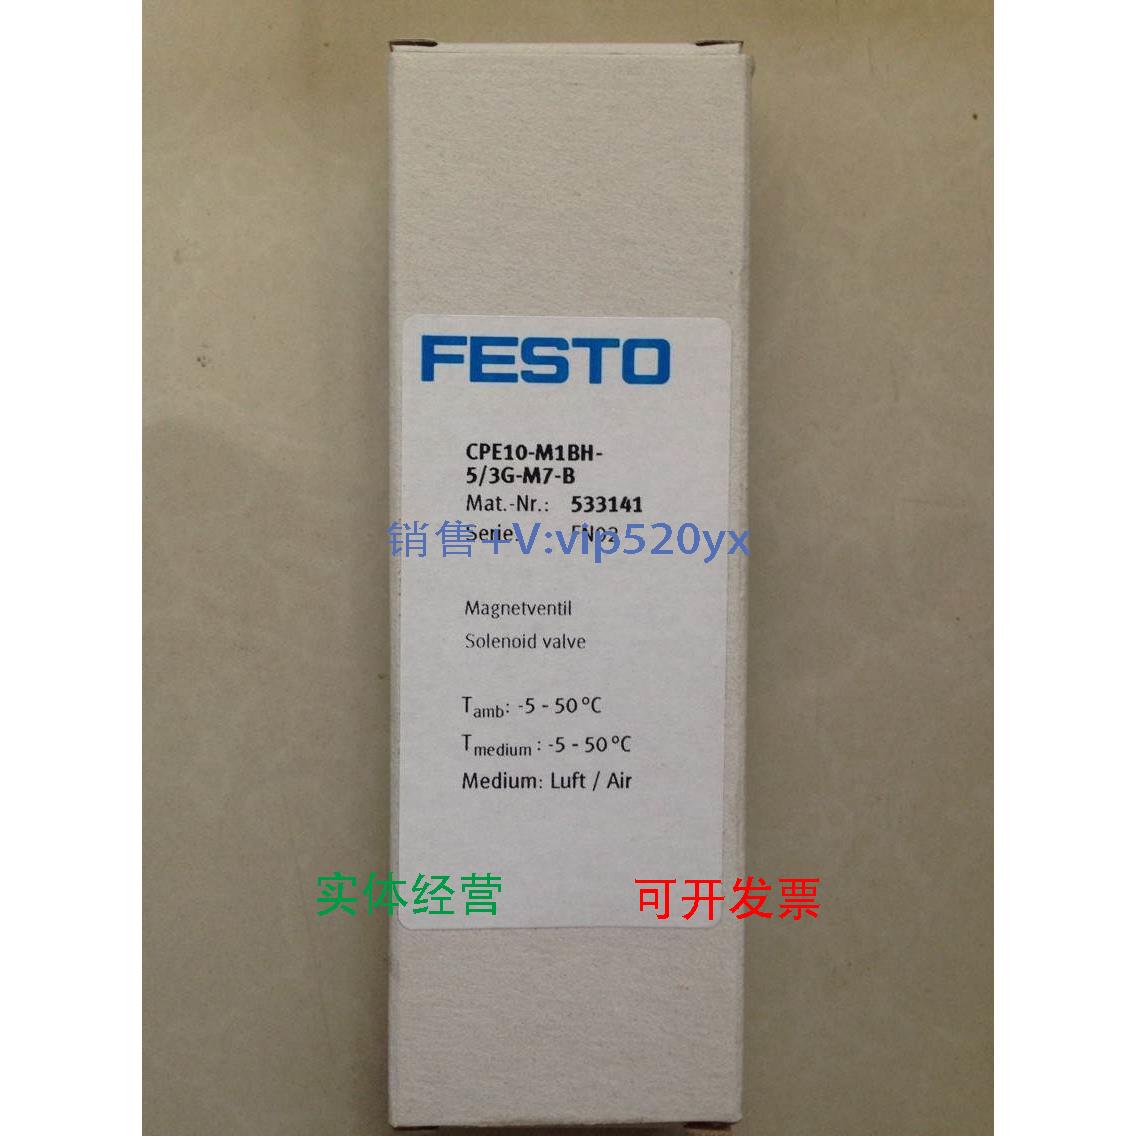 FESTO
CPE10-M1BH-
5/3G-M7-B
Mat.-Nr.: 533141
Serie:
销售+V:vip520yx
Magnetventil
Solenoid valve
Tamb: -5 - 50 °C
Tmedium : -5 - 50 °C
Medium: Luft / Air
实体经营
可开发票